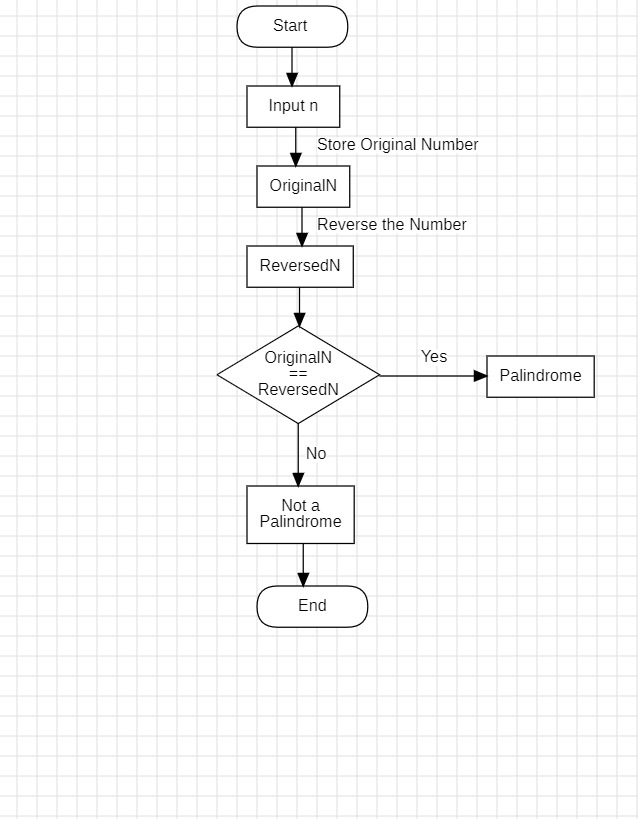 Start
Input n
Store Original Number
OriginalN
Reverse the Number
ReversedN
OriginalN
==
ReversedN
Yes
Palindrome
No
Not a
Palindrome
End